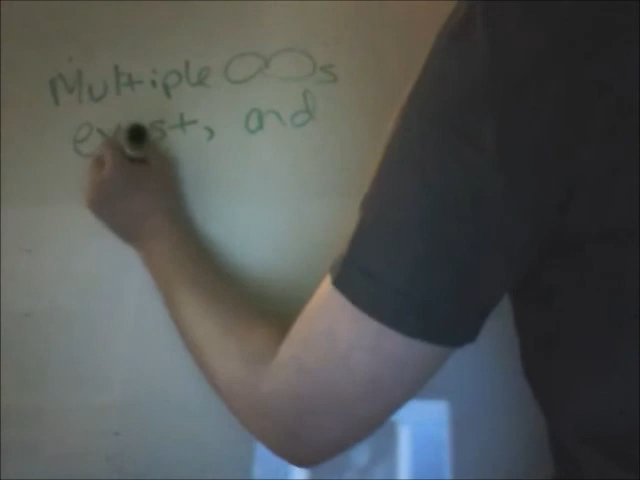 Multiple ∞s
exist, and